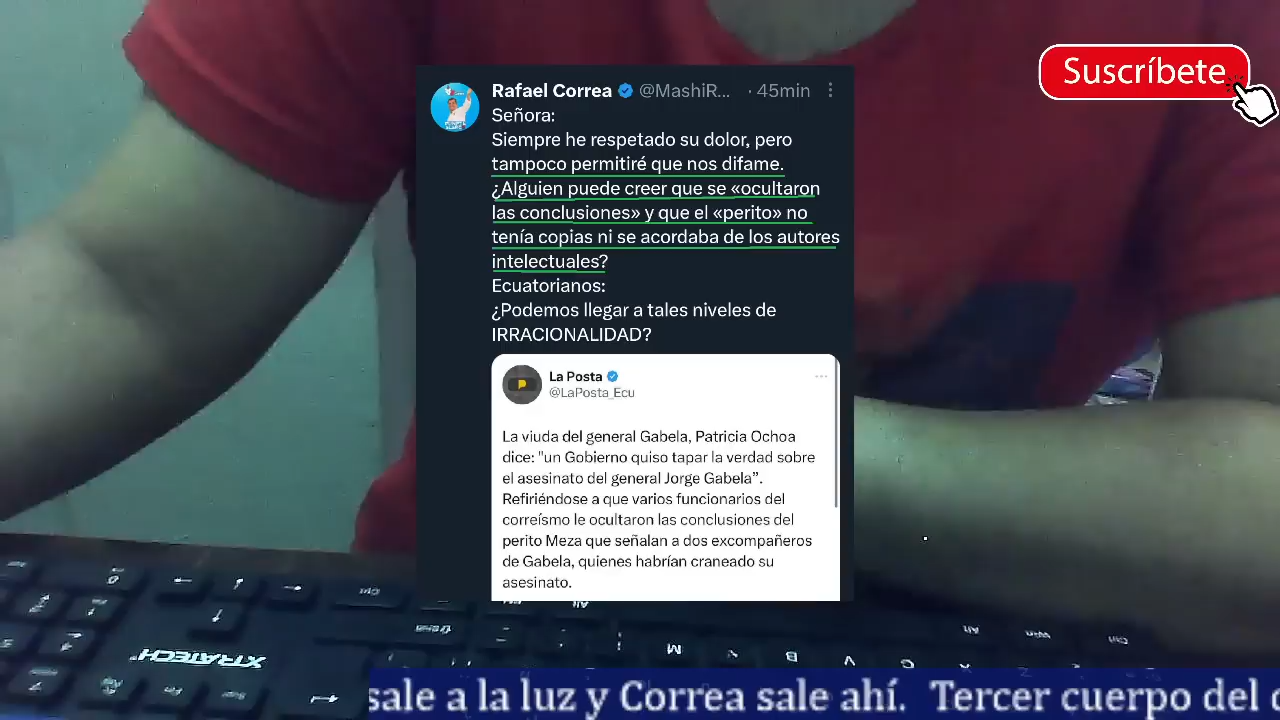 Suscríbete
Rafael Correa @MashiR... · 45min
Señora:
Siempre he respetado su dolor, pero
tampoco permitiré que nos difame.
¿Alguien puede creer que se «ocultaron
las conclusiones» y que el «perito» no
tenía copias ni se acordaba de los autores
intelectuales?
Ecuatorianos:
¿Podemos llegar a tales niveles de
IRRACIONALIDAD?
La Posta
@LaPosta_Ecu
La viuda del general Gabela, Patricia Ochoa
dice: "un Gobierno quiso tapar la verdad sobre
el asesinato del general Jorge Gabela”.
Refiriéndose a que varios funcionarios del
correísmo le ocultaron las conclusiones del
perito Meza que señalan a dos excompañeros
de Gabela, quienes habrían craneado su
asesinato.
XTRATECH
sale a la luz y Correa sale ahí. Tercer cuerpo del